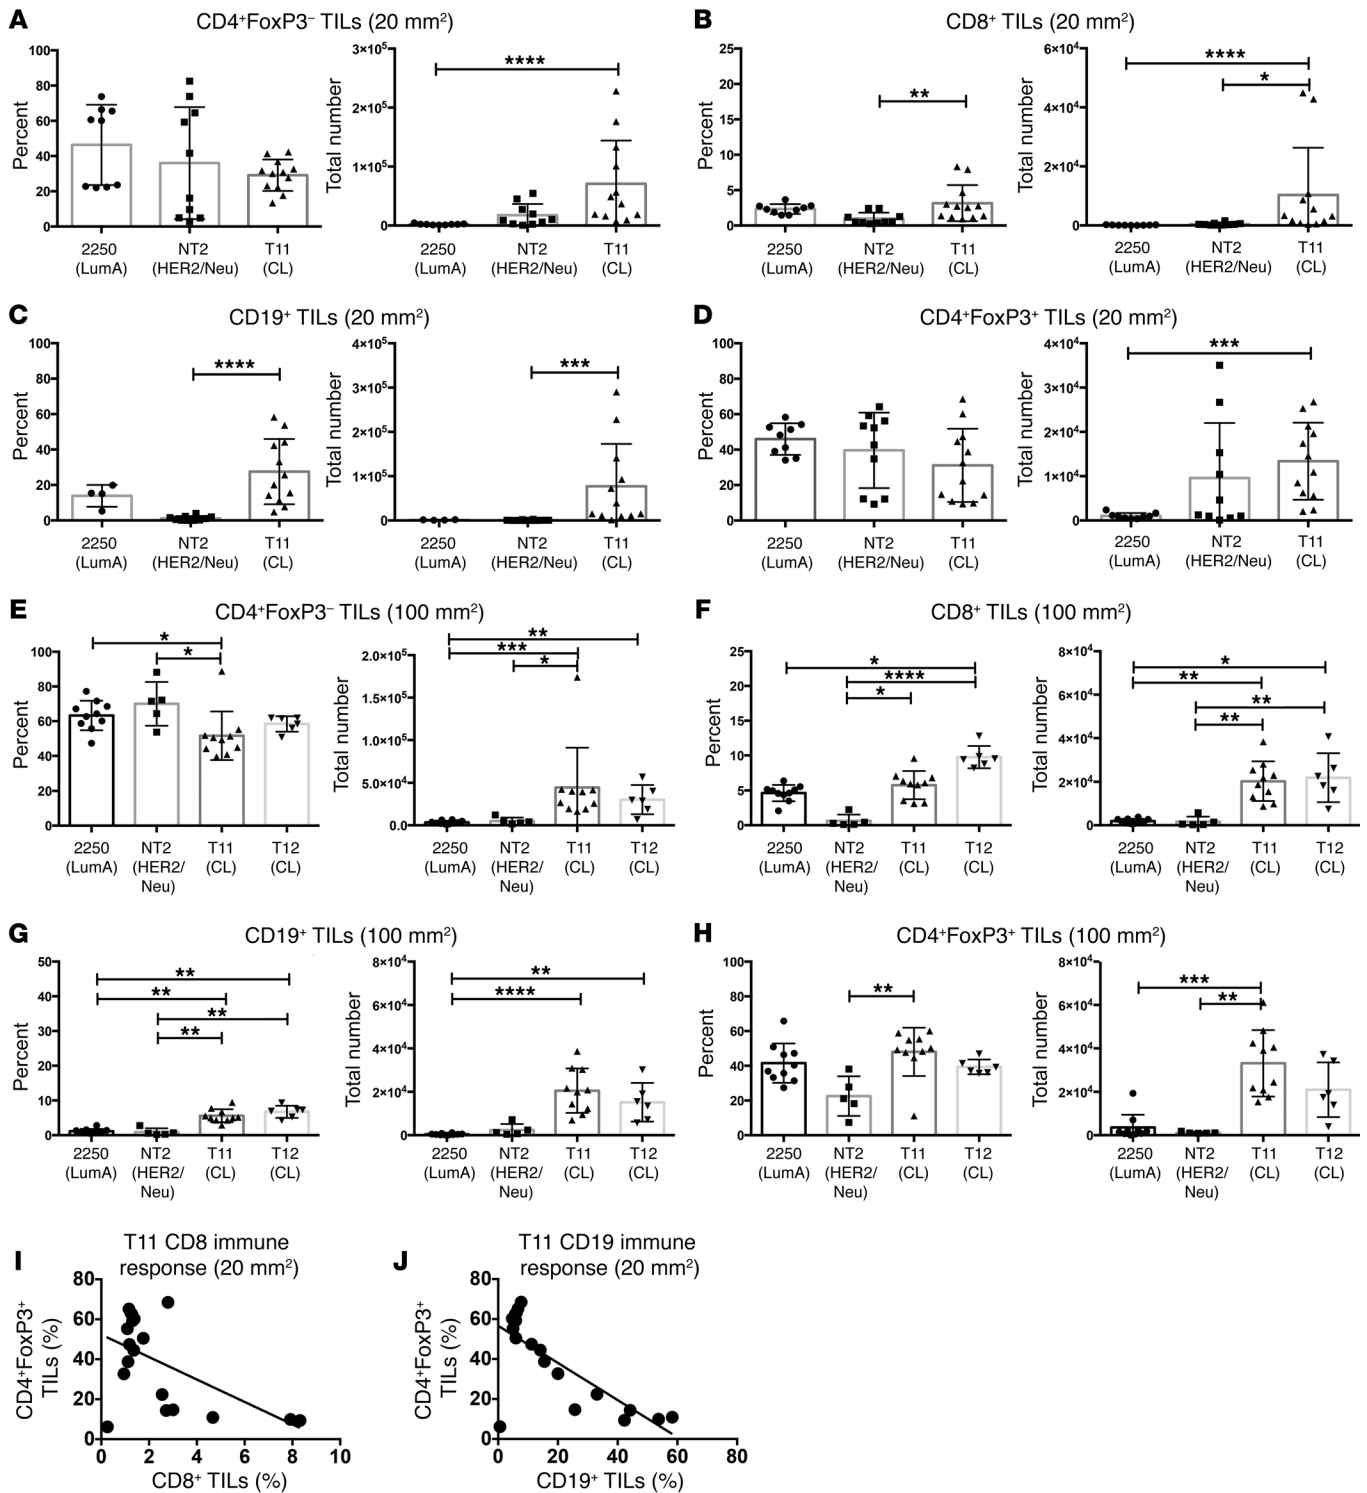 A
CD4⁺FoxP3⁻ TILs (20 mm²)
Percent
100
80
60
40
20
0
2250
(LumA)
NT2
(HER2/Neu)
T11
(CL)
Total number
3×10⁵
2×10⁵
1×10⁵
0
****
2250
(LumA)
NT2
(HER2/Neu)
T11
(CL)
B
CD8⁺ TILs (20 mm²)
Percent
25
20
15
10
5
0
**
2250
(LumA)
NT2
(HER2/Neu)
T11
(CL)
Total number
6×10⁴
4×10⁴
2×10⁴
0
****
*
2250
(LumA)
NT2
(HER2/Neu)
T11
(CL)
C
CD19⁺ TILs (20 mm²)
Percent
100
80
60
40
20
0
****
2250
(LumA)
NT2
(HER2/Neu)
T11
(CL)
Total number
4×10⁵
3×10⁵
2×10⁵
1×10⁵
0
***
2250
(LumA)
NT2
(HER2/Neu)
T11
(CL)
D
CD4⁺FoxP3⁺ TILs (20 mm²)
Percent
100
80
60
40
20
0
2250
(LumA)
NT2
(HER2/Neu)
T11
(CL)
Total number
4×10⁴
3×10⁴
2×10⁴
1×10⁴
0
***
2250
(LumA)
NT2
(HER2/Neu)
T11
(CL)
E
CD4⁺FoxP3⁻ TILs (100 mm²)
Percent
100
80
60
40
20
0
*
*
2250
(LumA)
NT2
(HER2/
Neu)
T11
(CL)
T12
(CL)
Total number
2.0×10⁵
1.5×10⁵
1.0×10⁵
5.0×10⁴
0.0
**
***
*
2250
(LumA)
NT2
(HER2/
Neu)
T11
(CL)
T12
(CL)
F
CD8⁺ TILs (100 mm²)
Percent
25
20
15
10
5
0
*
****
*
2250
(LumA)
NT2
(HER2/
Neu)
T11
(CL)
T12
(CL)
Total number
8×10⁴
6×10⁴
4×10⁴
2×10⁴
0
*
**
**
**
2250
(LumA)
NT2
(HER2/
Neu)
T11
(CL)
T12
(CL)
G
CD19⁺ TILs (100 mm²)
Percent
50
40
30
20
10
0
**
**
**
**
2250
(LumA)
NT2
(HER2/
Neu)
T11
(CL)
T12
(CL)
Total number
8×10⁴
6×10⁴
4×10⁴
2×10⁴
0
**
****
2250
(LumA)
NT2
(HER2/
Neu)
T11
(CL)
T12
(CL)
H
CD4⁺FoxP3⁺ TILs (100 mm²)
Percent
100
80
60
40
20
0
**
2250
(LumA)
NT2
(HER2/
Neu)
T11
(CL)
T12
(CL)
Total number
8×10⁴
6×10⁴
4×10⁴
2×10⁴
0
***
**
2250
(LumA)
NT2
(HER2/
Neu)
T11
(CL)
T12
(CL)
I
T11 CD8 immune
response (20 mm²)
CD4⁺FoxP3⁺
TILs (%)
80
60
40
20
0
0
2
4
6
8
10
CD8⁺ TILs (%)
J
T11 CD19 immune
response (20 mm²)
CD4⁺FoxP3⁺
TILs (%)
80
60
40
20
0
0
20
40
60
80
CD19⁺ TILs (%)